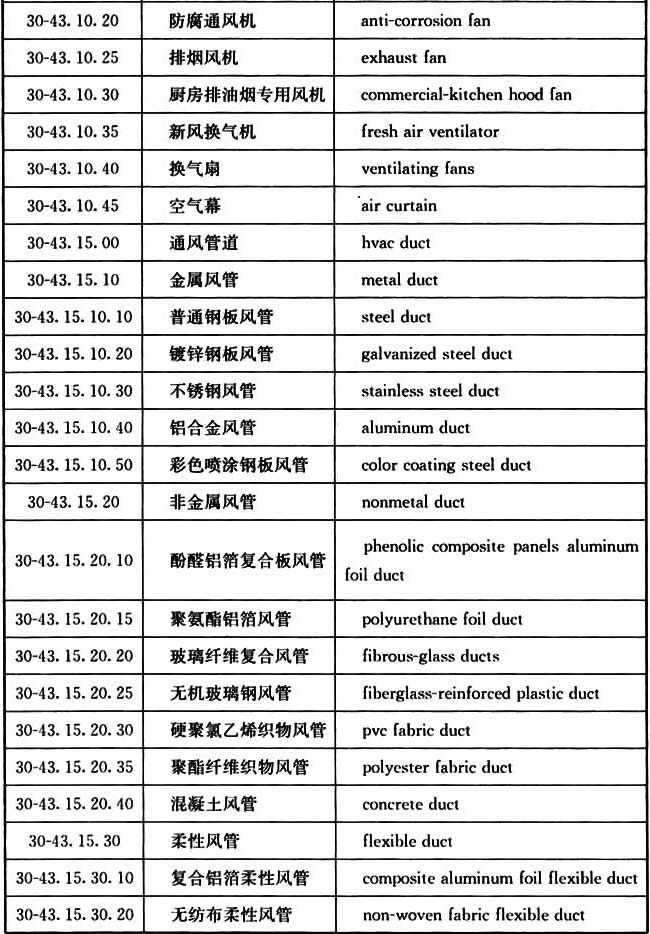 30-43.10.20 防腐通风机 anti-corrosion fan
30-43.10.25 排烟风机 exhaust fan
30-43.10.30 厨房排油烟专用风机 commercial-kitchen hood fan
30-43.10.35 新风换气机 fresh air ventilator
30-43.10.40 换气扇 ventilating fans
30-43.10.45 空气幕 air curtain
30-43.15.00 通风管道 hvac duct
30-43.15.10 金属风管 metal duct
30-43.15.10.10 普通钢板风管 steel duct
30-43.15.10.20 镀锌钢板风管 galvanized steel duct
30-43.15.10.30 不锈钢风管 stainless steel duct
30-43.15.10.40 铝合金风管 aluminum duct
30-43.15.10.50 彩色喷涂钢板风管 color coating steel duct
30-43.15.20 非金属风管 nonmetal duct
30-43.15.20.10 酚醛铝箔复合板风管 phenolic composite panels aluminum
foil duct
30-43.15.20.15 聚氨酯铝箔风管 polyurethane foil duct
30-43.15.20.20 玻璃纤维复合风管 fibrous-glass ducts
30-43.15.20.25 无机玻璃钢风管 fiberglass-reinforced plastic duct
30-43.15.20.30 硬聚氯乙烯织物风管 pvc fabric duct
30-43.15.20.35 聚酯纤维织物风管 polyester fabric duct
30-43.15.20.40 混凝土风管 concrete duct
30-43.15.30 柔性风管 flexible duct
30-43.15.30.10 复合铝箔柔性风管 composite aluminum foil flexible duct
30-43.15.30.20 无纺布柔性风管 non-woven fabric flexible duct